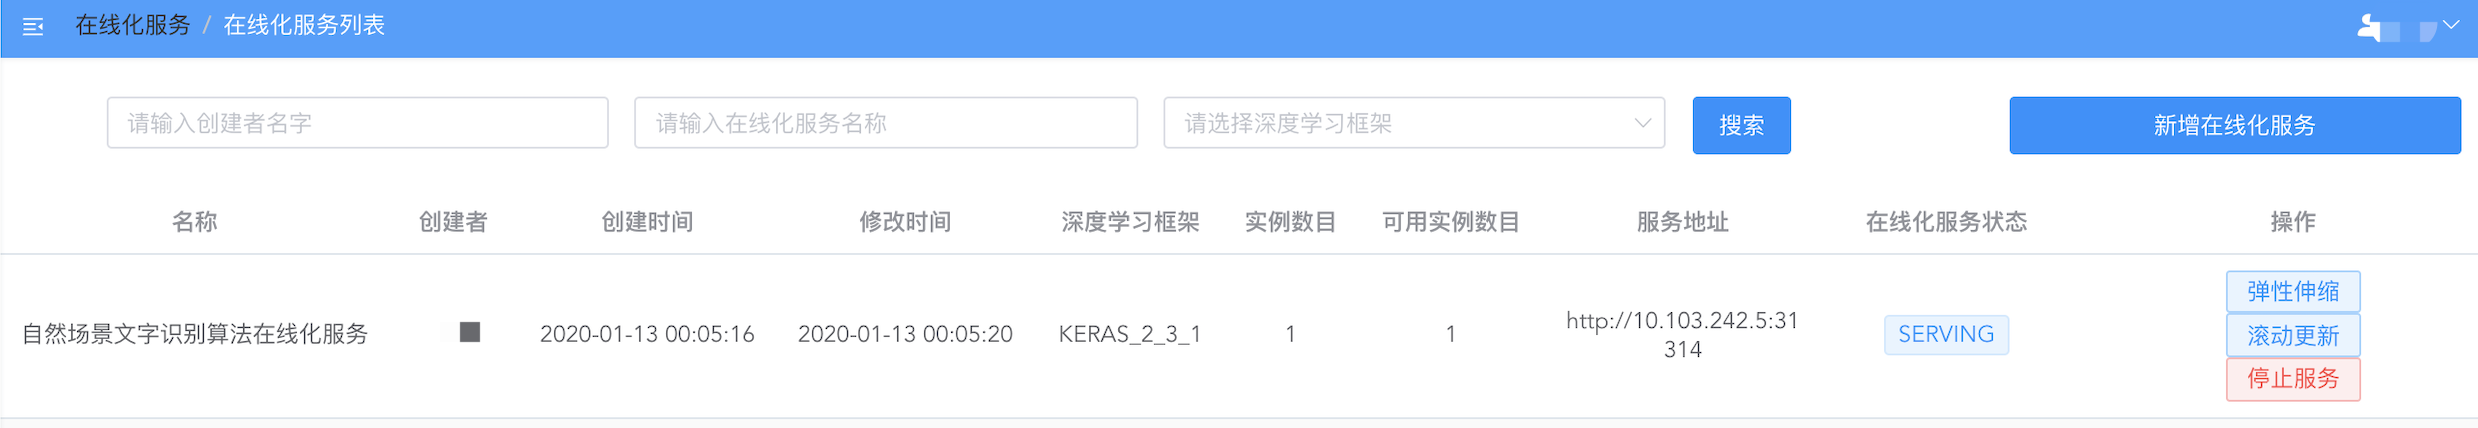 在线化服务 / 在线化服务列表
请输入创建者名字 请输入在线化服务名称 请选择深度学习框架 搜索 新增在线化服务
名称 创建者 创建时间 修改时间 深度学习框架 实例数目 可用实例数目 服务地址 在线化服务状态 操作
自然场景文字识别算法在线化服务 2020-01-13 00:05:16 2020-01-13 00:05:20 KERAS_2_3_1 1 1 http://10.103.242.5:31
314
SERVING
弹性伸缩
滚动更新
停止服务